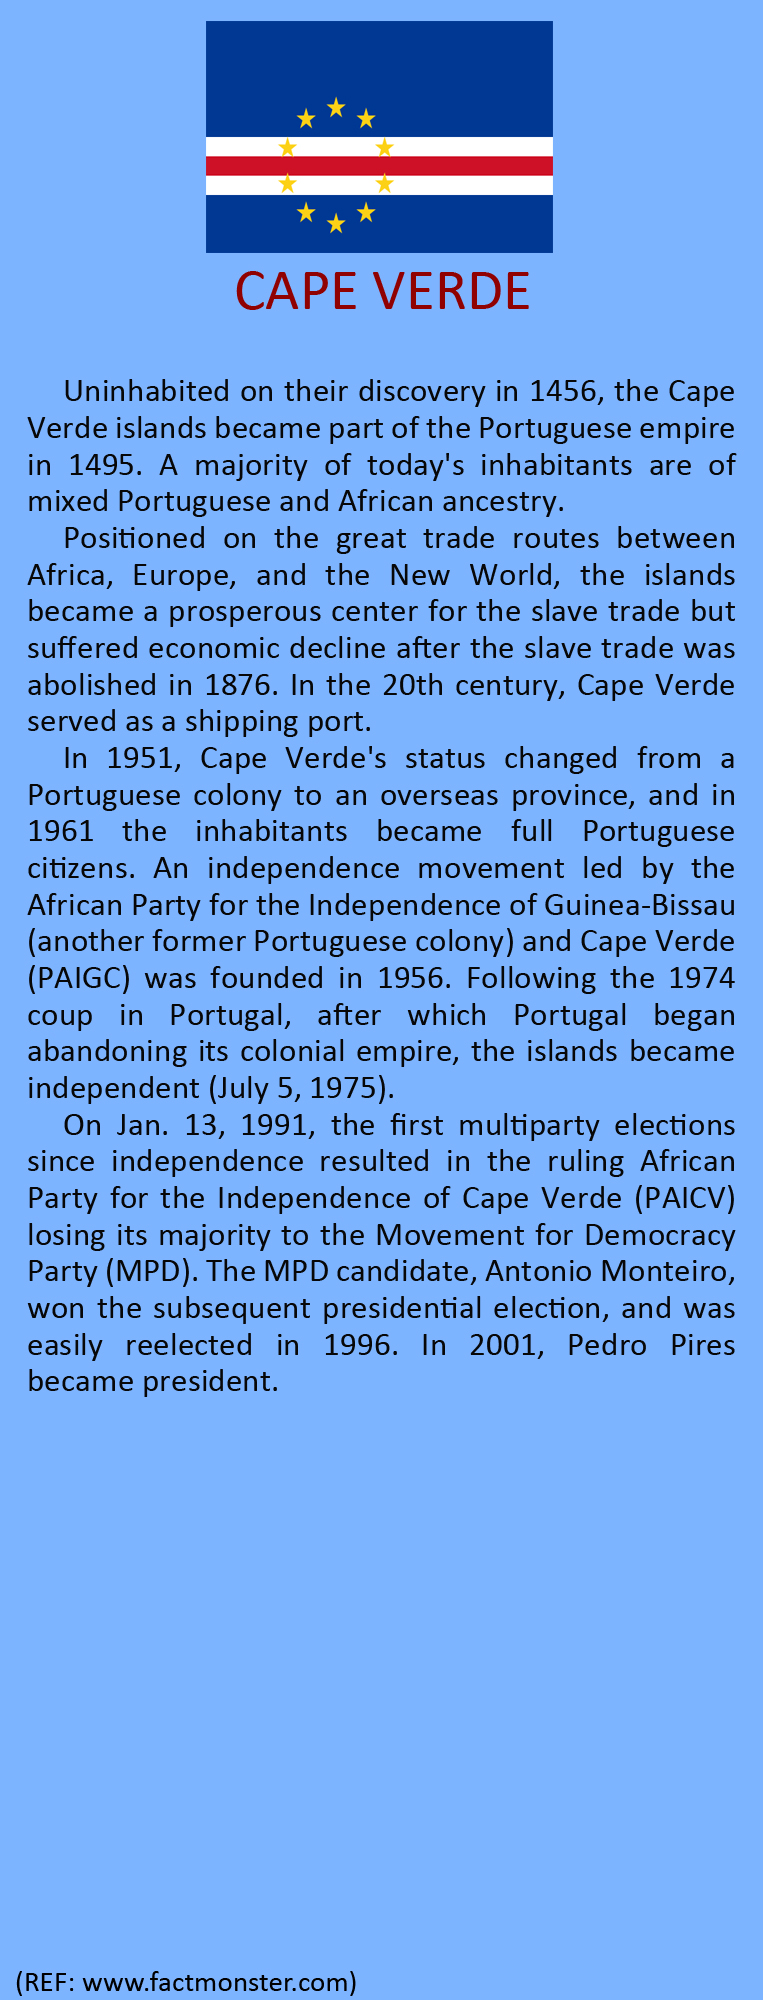 CAPE VERDE
Uninhabited on their discovery in 1456, the Cape
Verde islands became part of the Portuguese empire
in 1495. A majority of today's inhabitants are of
mixed Portuguese and African ancestry.
Positioned on the great trade routes between
Africa, Europe, and the New World, the islands
became a prosperous center for the slave trade but
suffered economic decline after the slave trade was
abolished in 1876. In the 20th century, Cape Verde
served as a shipping port.
In 1951, Cape Verde's status changed from a
Portuguese colony to an overseas province, and in
1961 the inhabitants became full Portuguese
citizens. An independence movement led by the
African Party for the Independence of Guinea-Bissau
(another former Portuguese colony) and Cape Verde
(PAIGC) was founded in 1956. Following the 1974
coup in Portugal, after which Portugal began
abandoning its colonial empire, the islands became
independent (July 5, 1975).
On Jan. 13, 1991, the first multiparty elections
since independence resulted in the ruling African
Party for the Independence of Cape Verde (PAICV)
losing its majority to the Movement for Democracy
Party (MPD). The MPD candidate, Antonio Monteiro,
won the subsequent presidential election, and was
easily reelected in 1996. In 2001, Pedro Pires
became president.
(REF: www.factmonster.com)